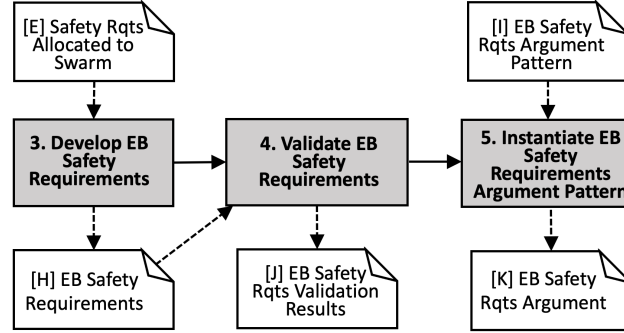 [E] Safety Rqts
Allocated to
Swarm
[I] EB Safety
Rqts Argument
Pattern
3. Develop EB
Safety
Requirements
4. Validate EB
Safety
Requirements
5. Instantiate EB
Safety
Requirements
Argument Pattern
[H] EB Safety
Requirements
[J] EB Safety
Rqts Validation
Results
[K] EB Safety
Rqts Argument